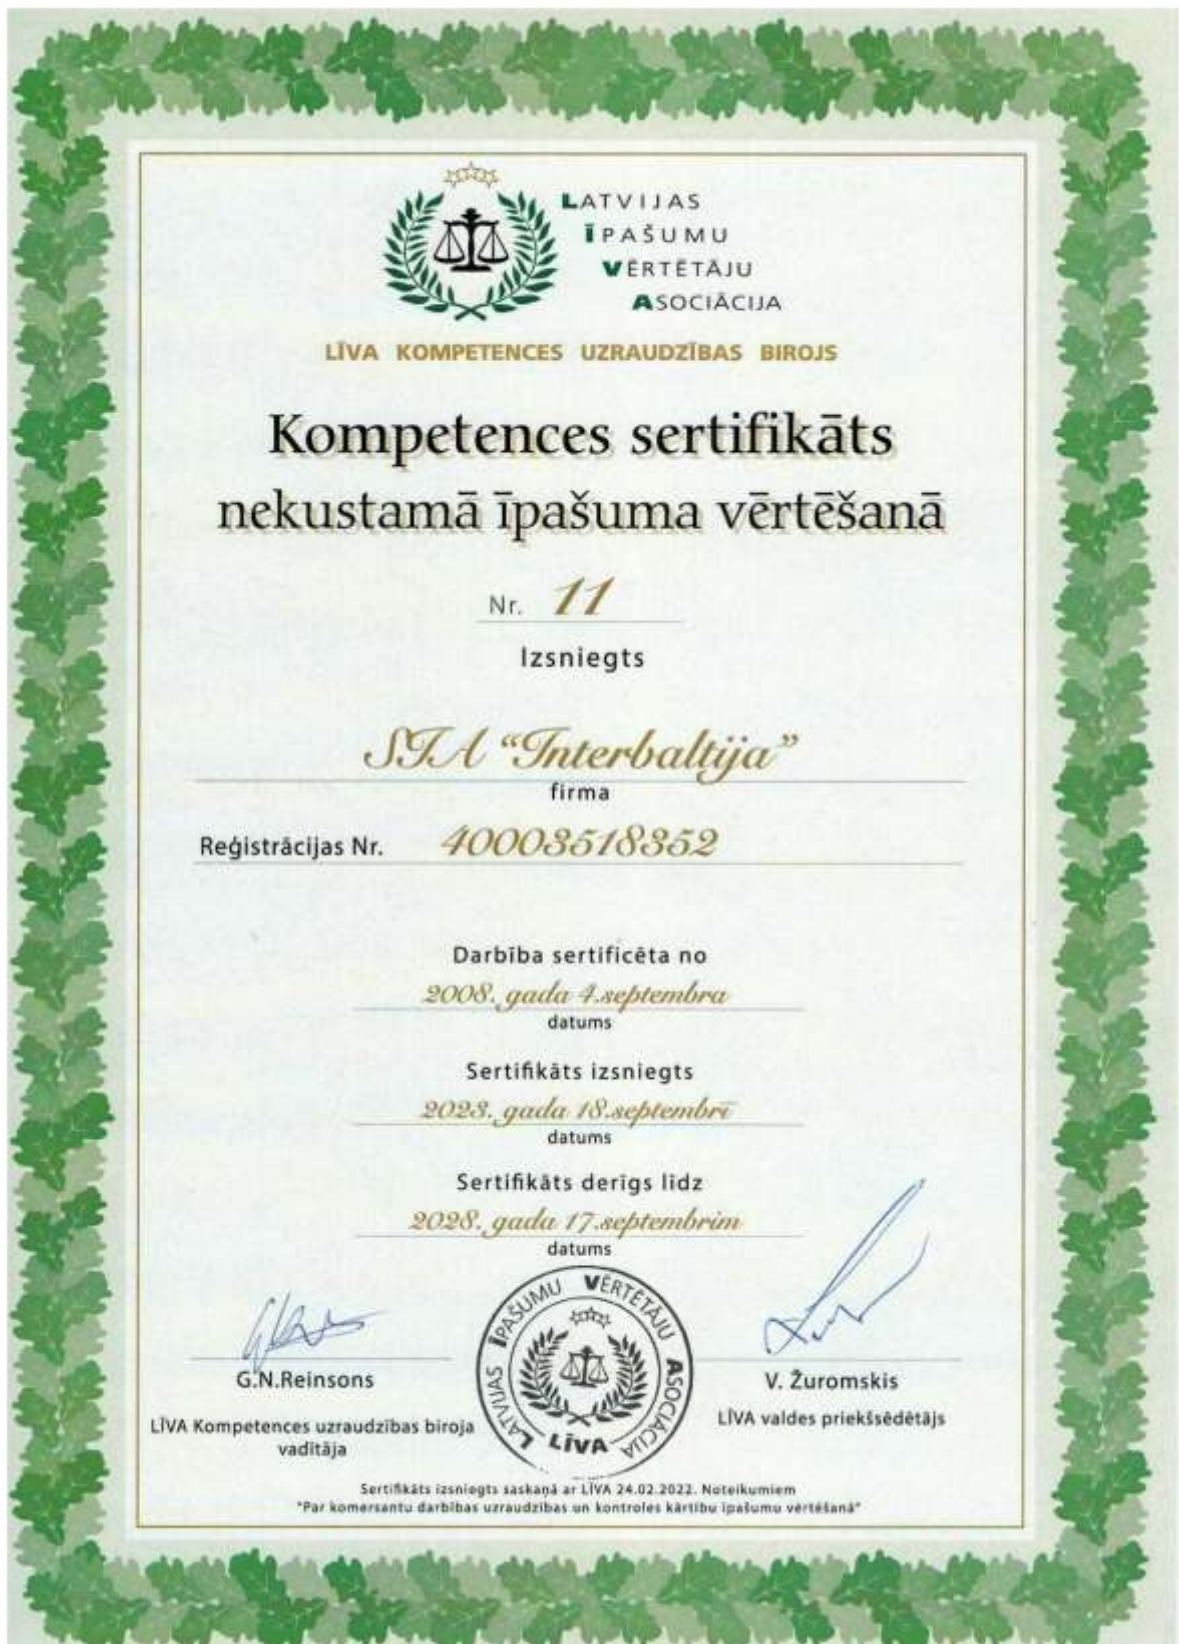 LATVIJAS
ĪPAŠUMU
VĒRTĒTĀJU
ASOCIĀCIJA
LĪVA KOMPETENCES UZRAUDZĪBAS BIROJS
Kompetences sertifikāts
nekustamā īpašuma vērtēšanā
Nr. 11
Izsniegts
SIA “Interbaltija”
firma
Reģistrācijas Nr. 40003518352
Darbība sertificēta no
2008. gada 4.septembra
datums
Sertifikāts izsniegts
2023. gada 18.septembrī
datums
Sertifikāts derīgs līdz
2028. gada 17.septembrim
datums
LATVIJAS ĪPAŠUMU VĒRTĒTĀJU ASOCIĀCIJA
LĪVA
G.N.Reinsons
LĪVA Kompetences uzraudzības biroja
vadītāja
V. Žuromskis
LĪVA valdes priekšsēdētājs
Sertifikāts izsniegts saskaņā ar LĪVA 24.02.2022. Noteikumiem
"Par komersantu darbības uzraudzības un kontroles kārtību īpašumu vērtēšanā"